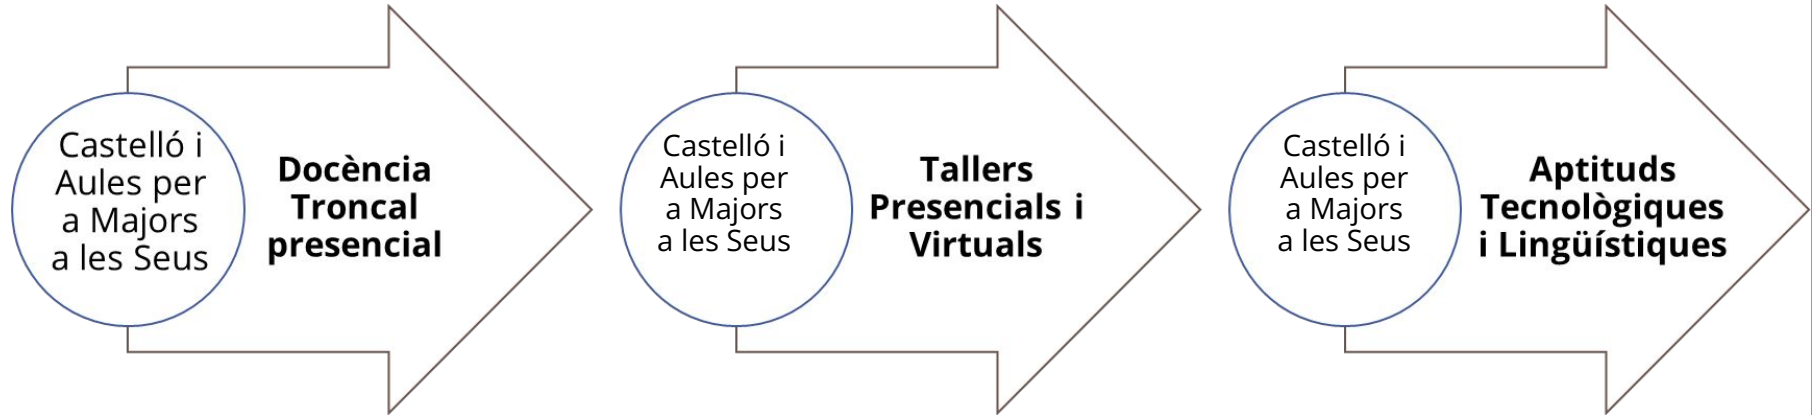 Castelló i
Aules per
a Majors
a les Seus
Docència
Troncal
presencial
Castelló i
Aules per
a Majors
a les Seus
Tallers
Presencials i
Virtuals
Castelló i
Aules per
a Majors
a les Seus
Aptituds
Tecnològiques
i Lingüístiques